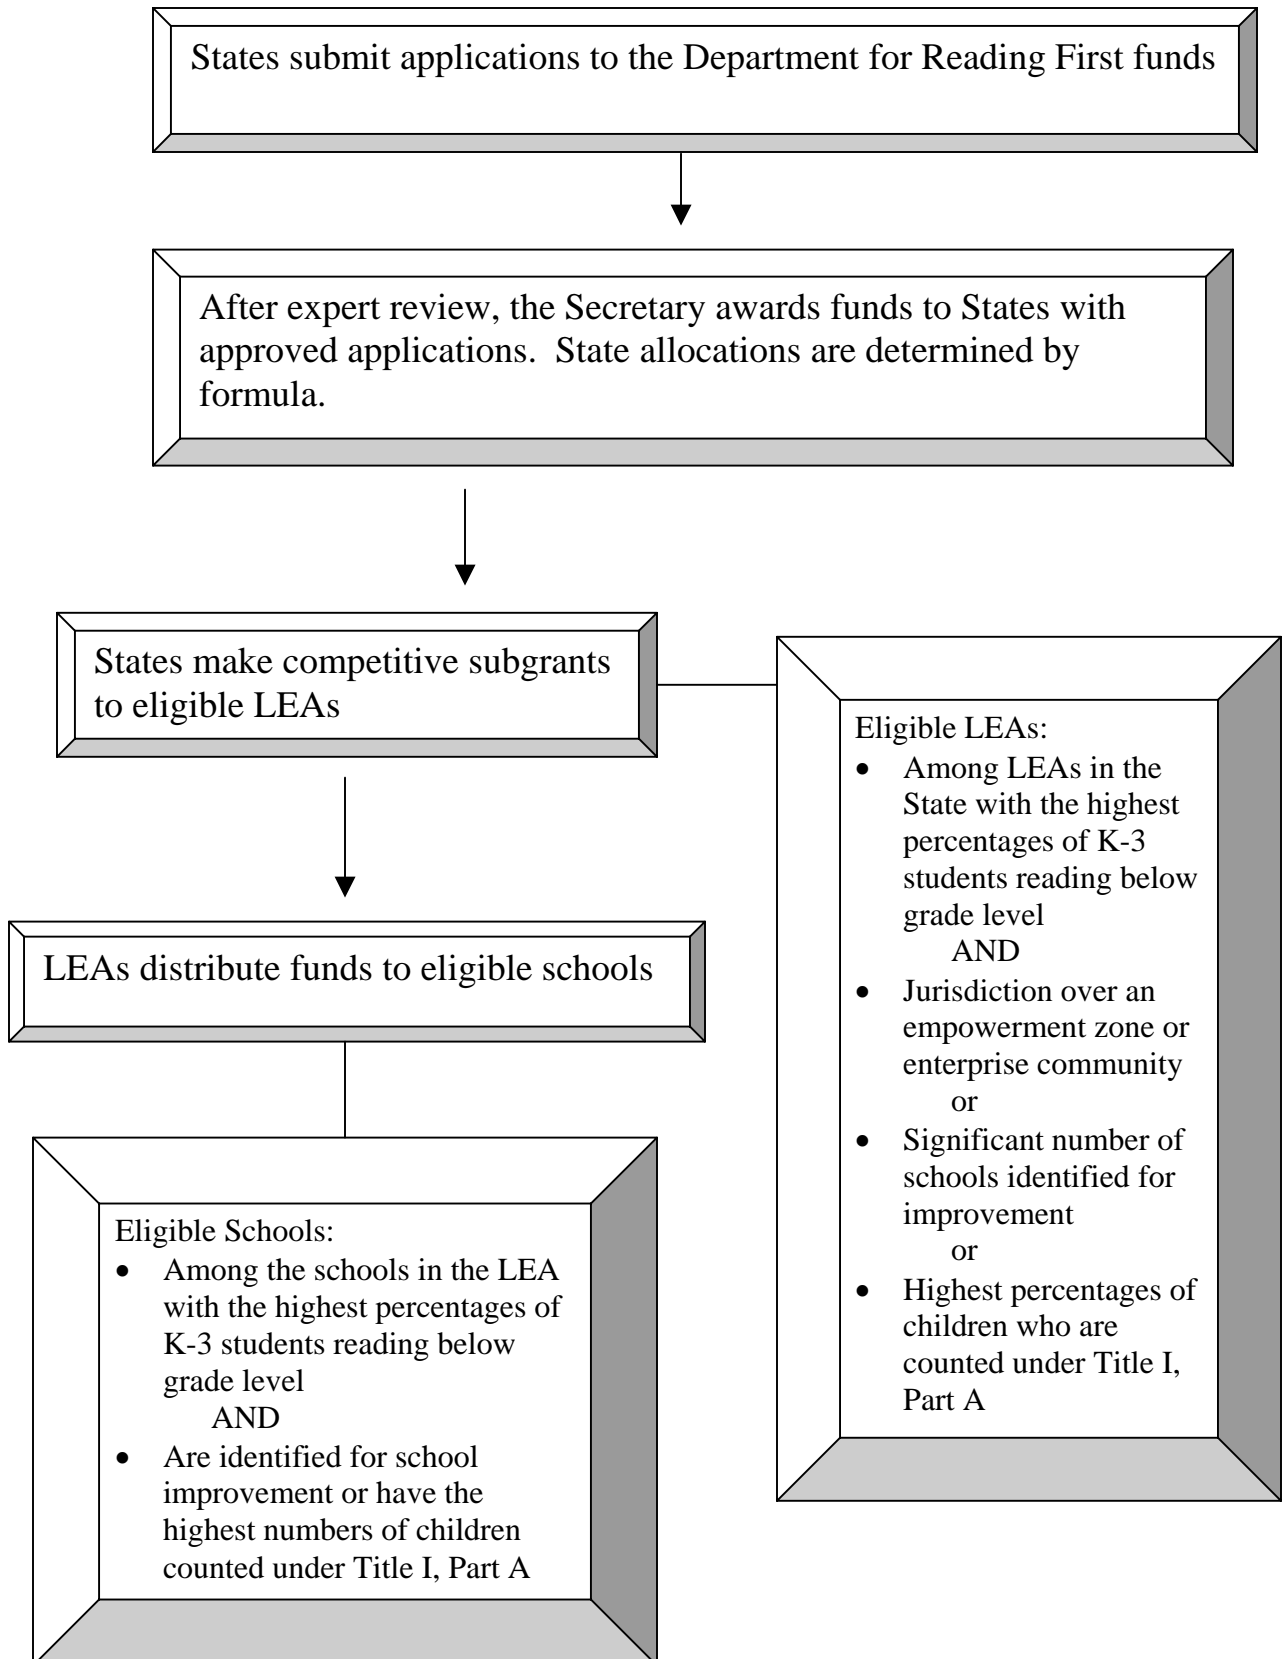 States submit applications to the Department for Reading First funds
After expert review, the Secretary awards funds to States with
approved applications.  State allocations are determined by
formula.
States make competitive subgrants
to eligible LEAs
Eligible LEAs:
• Among LEAs in the
State with the highest
percentages of K-3
students reading below
grade level
AND
• Jurisdiction over an
empowerment zone or
enterprise community
or
• Significant number of
schools identified for
improvement
or
• Highest percentages of
children who are
counted under Title I,
Part A
LEAs distribute funds to eligible schools
Eligible Schools:
• Among the schools in the LEA
with the highest percentages of
K-3 students reading below
grade level
AND
• Are identified for school
improvement or have the
highest numbers of children
counted under Title I, Part A